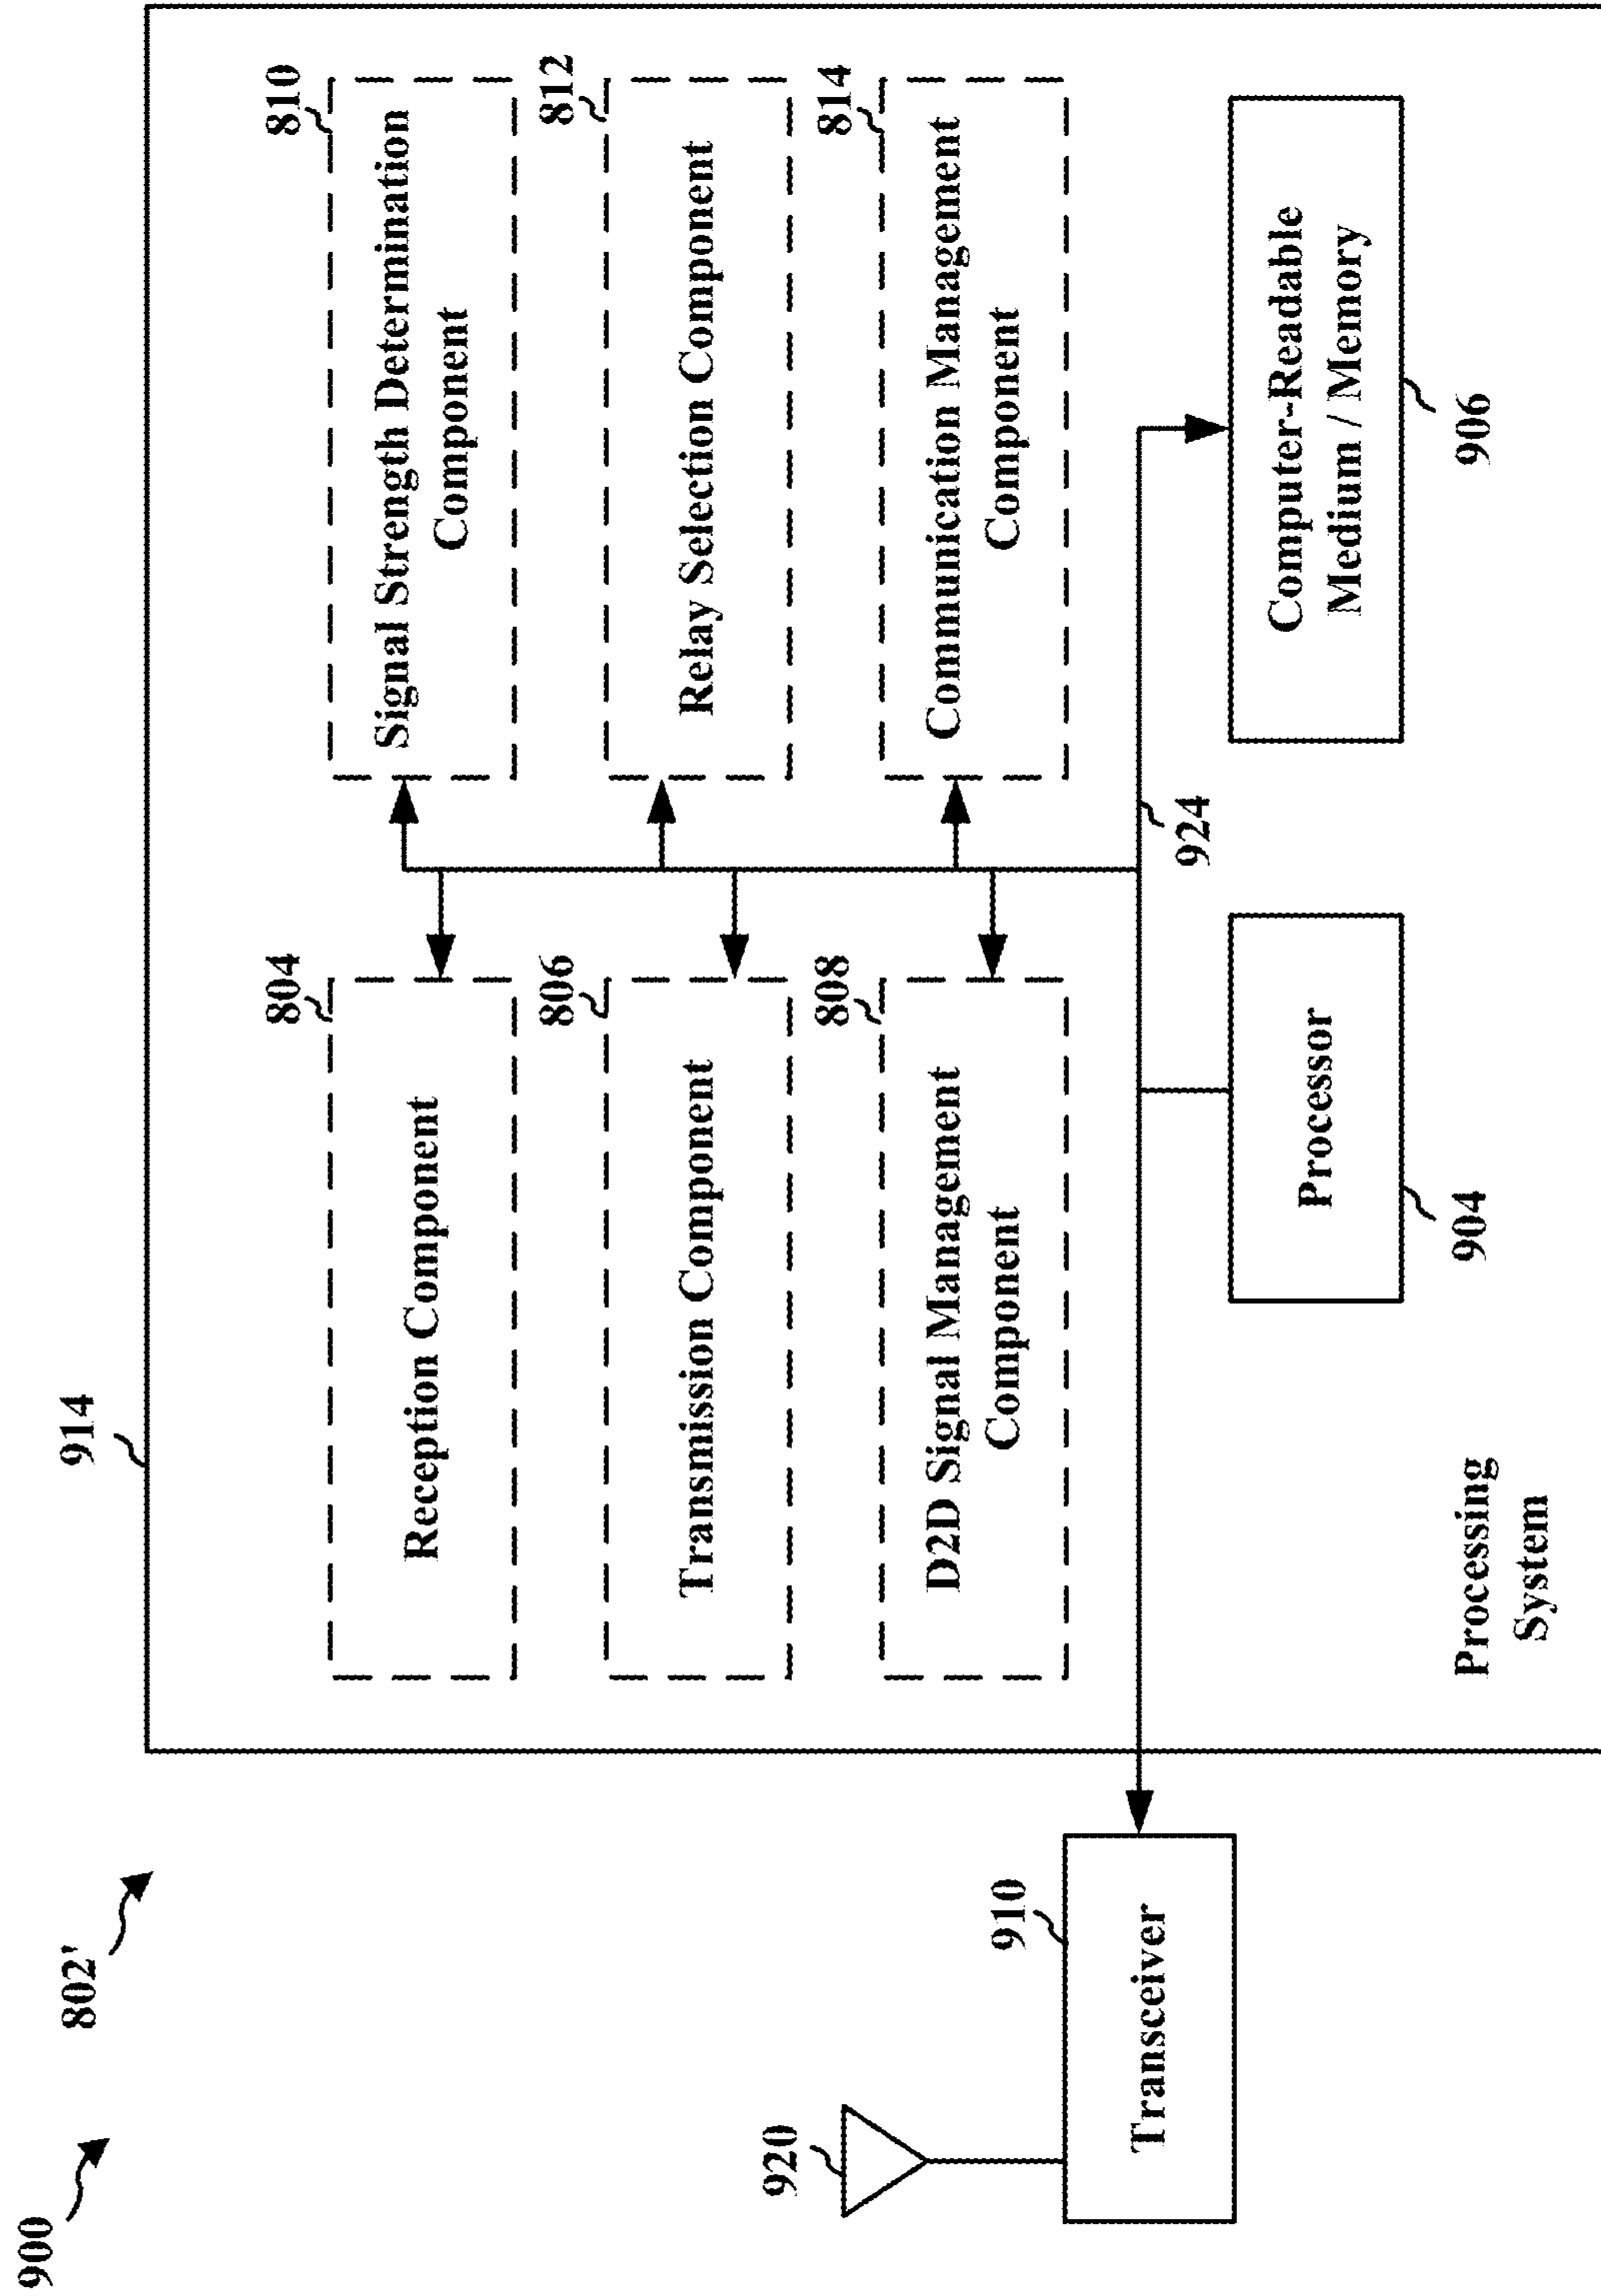 900
802'
914
804
Reception Component
810
Signal Strength Determination
Component
806
Transmission Component
812
Relay Selection Component
808
D2D Signal Management
Component
814
Communication Management
Component
920
910
Transceiver
924
Processor
904
Computer-Readable
Medium / Memory
906
Processing
System